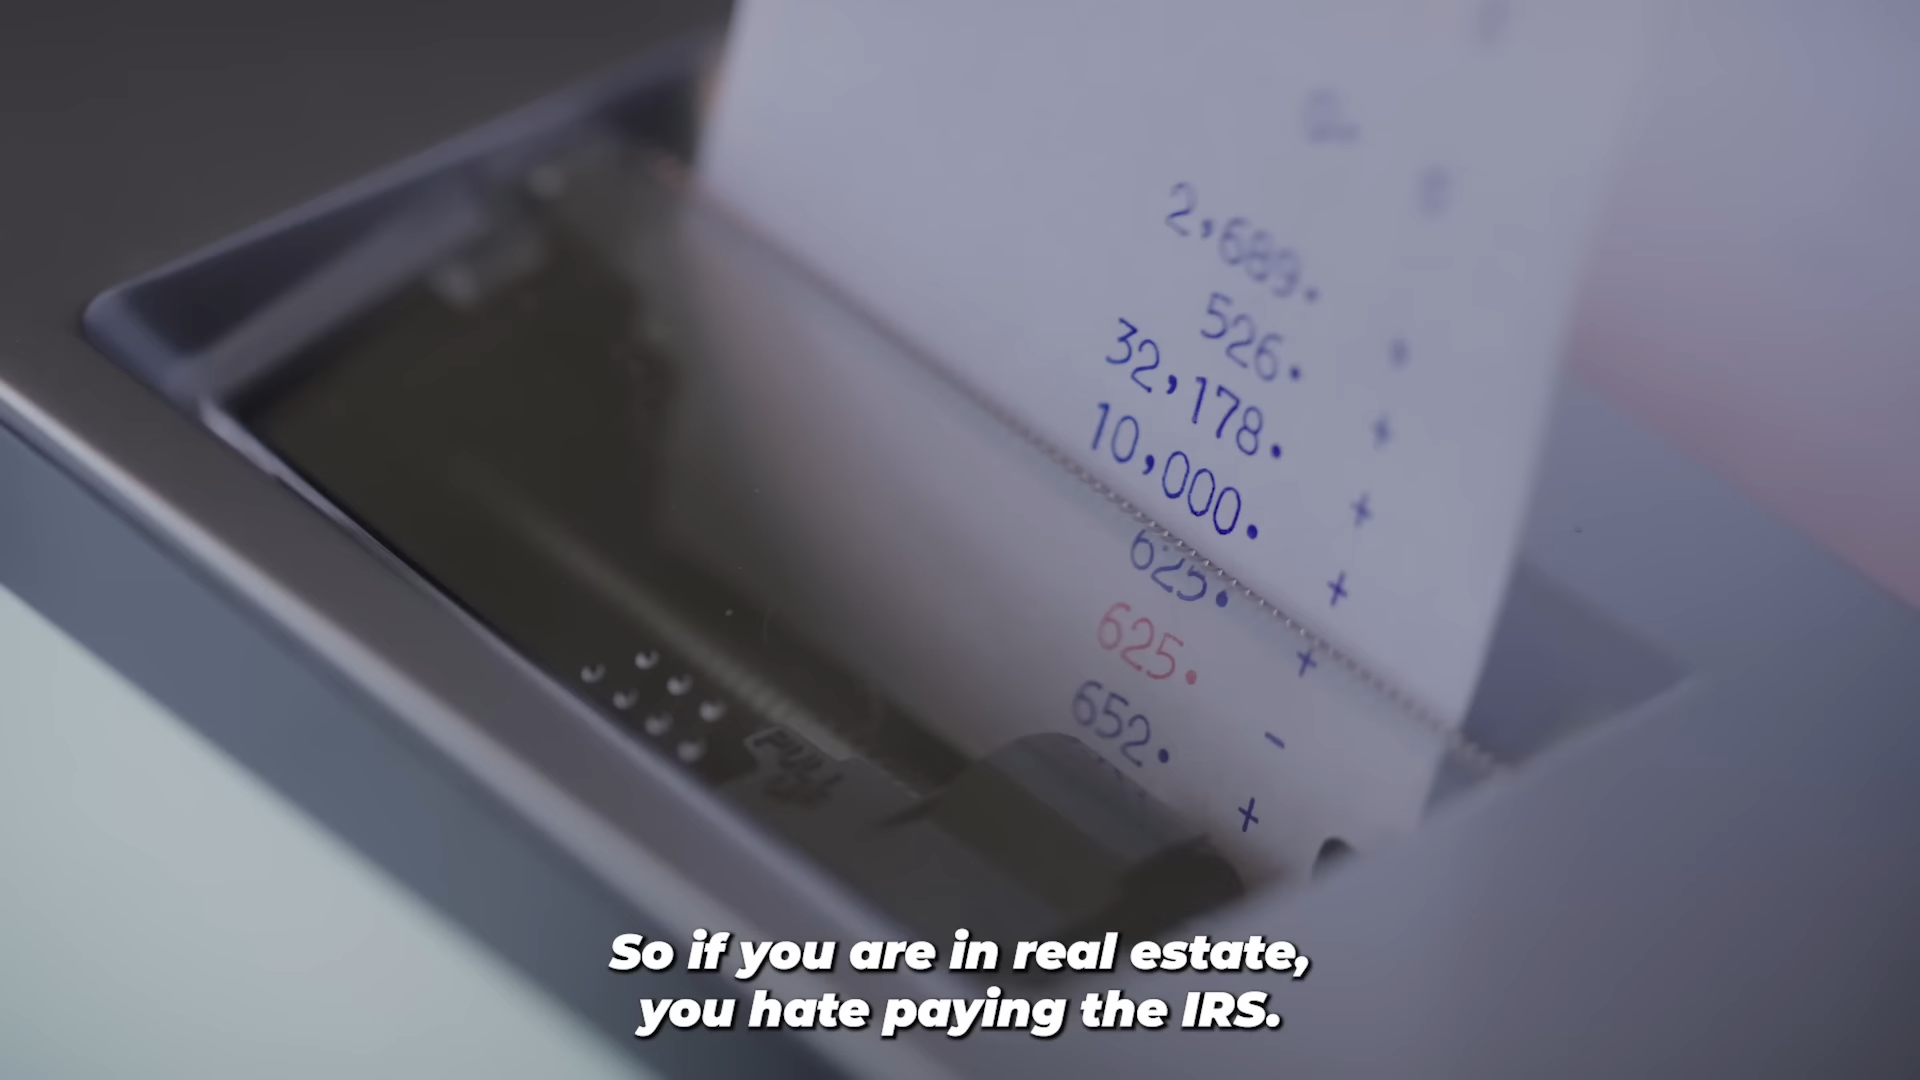 2,689.
526. +
32,178. +
10,000. +
625. +
625. -
652. +
PULL
So if you are in real estate,
you hate paying the IRS.